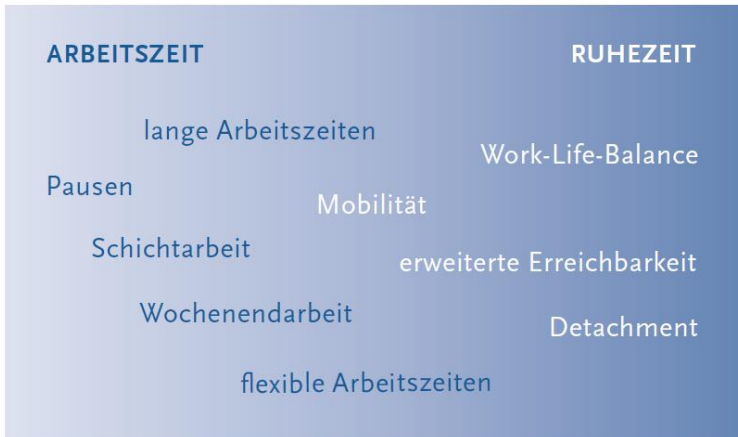 ARBEITSZEIT
RUHEZEIT
lange Arbeitszeiten
Work-Life-Balance
Pausen
Mobilität
Schichtarbeit
erweiterte Erreichbarkeit
Wochenendarbeit
Detachment
flexible Arbeitszeiten